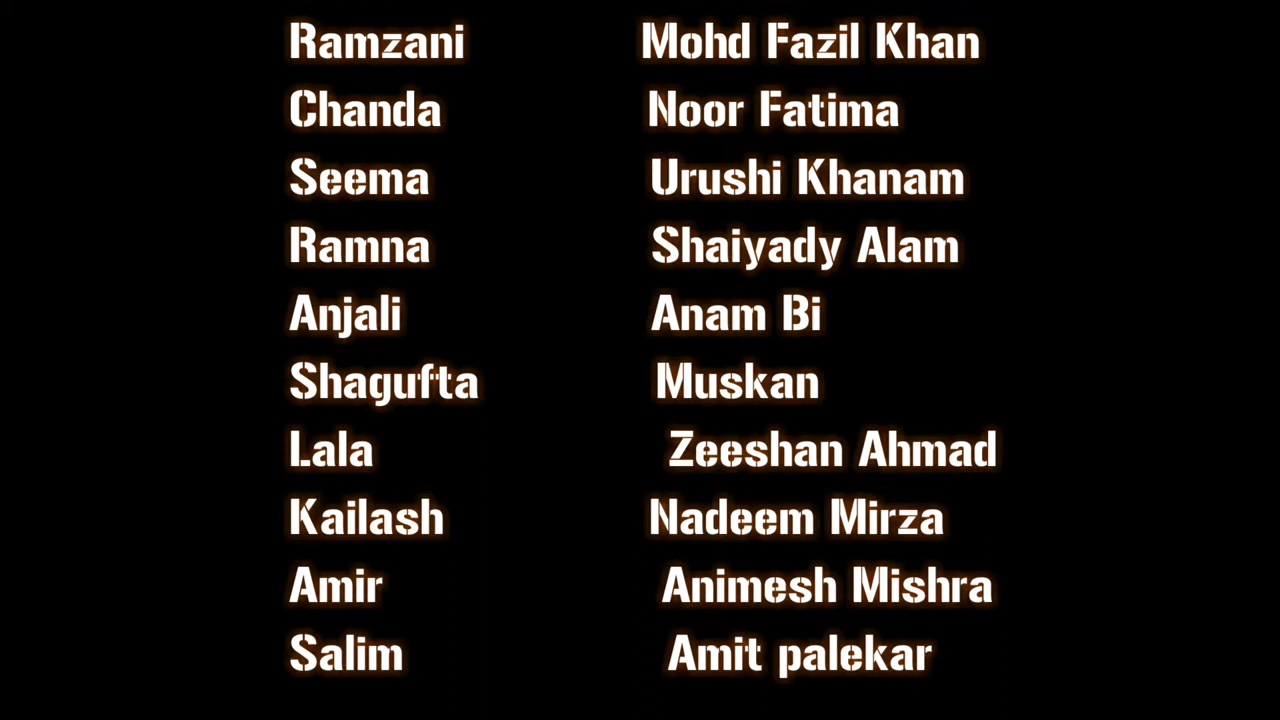 Ramzani Mohd Fazil Khan
Chanda Noor Fatima
Seema Urushi Khanam
Ramna Shaiyady Alam
Anjali Anam Bi
Shagufta Muskan
Lala Zeeshan Ahmad
Kailash Nadeem Mirza
Amir Animesh Mishra
Salim Amit palekar